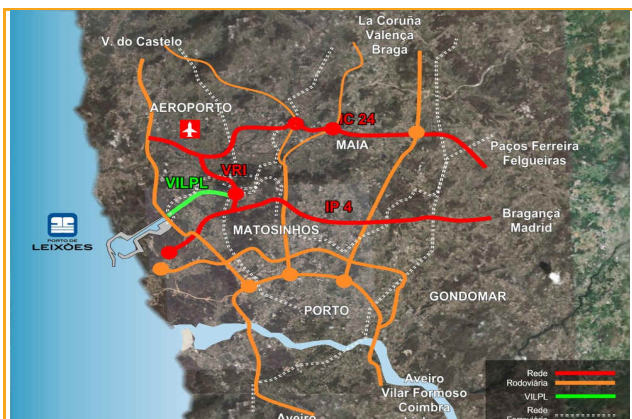 La Coruña
Valença
Braga
V. do Castelo
AEROPORTO
IC 24
MAIA
Paços Ferreira
Felgueiras
VRI
VILPL
IP 4
Bragança
Madrid
MATOSINHOS
PORTO DE
LEIXÕES
GONDOMAR
PORTO
Aveiro
Vilar Formoso
Coimbra
Aveiro
Rede
Rodoviária
VILPL
Rede
Ferroviária